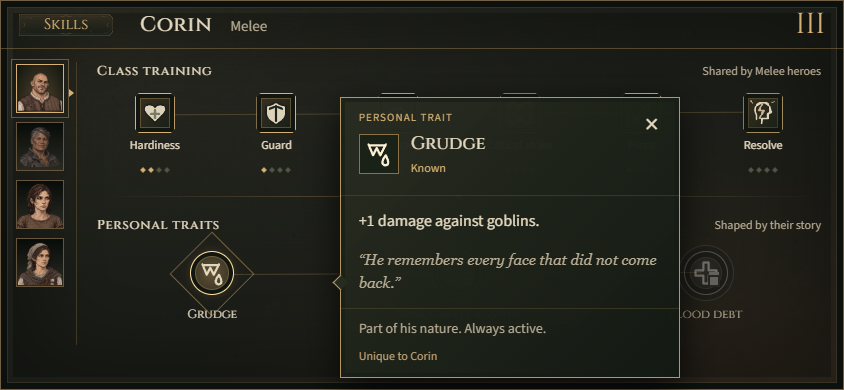 SKILLS
CORIN Melee
III
CLASS TRAINING
Shared by Melee heroes
Hardiness
Guard
Resolve
PERSONAL TRAITS
Shaped by their story
GRUDGE
LOOD DEBT
PERSONAL TRAIT
GRUDGE
Known
+1 damage against goblins.
“He remembers every face that did not come
back.”
Part of his nature. Always active.
Unique to Corin